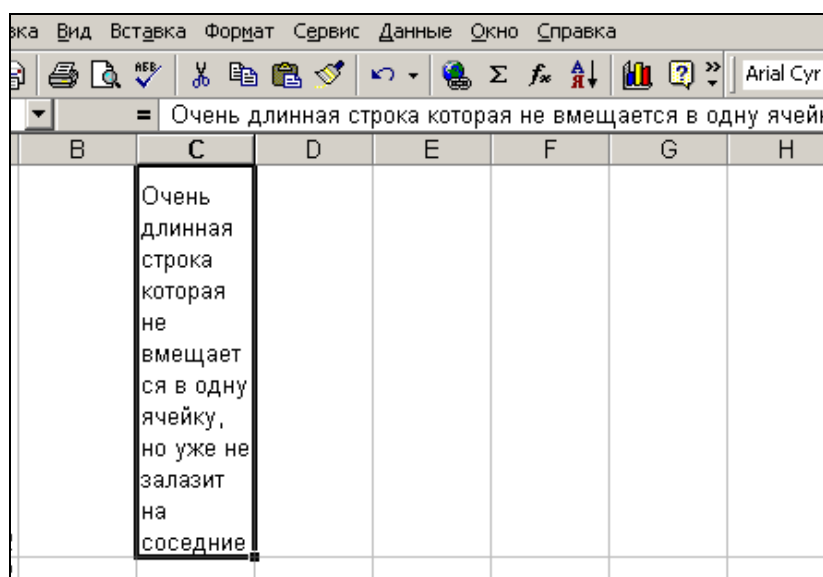 вка Вид Вставка Формат Сервис Данные Окно Справка
Σ fx А Я Arial Cyr
= Очень длинная строка которая не вмещается в одну ячейк
B C D E F G H
Очень
длинная
строка
которая
не
вмещает
ся в одну
ячейку,
но уже не
залазит
на
соседние